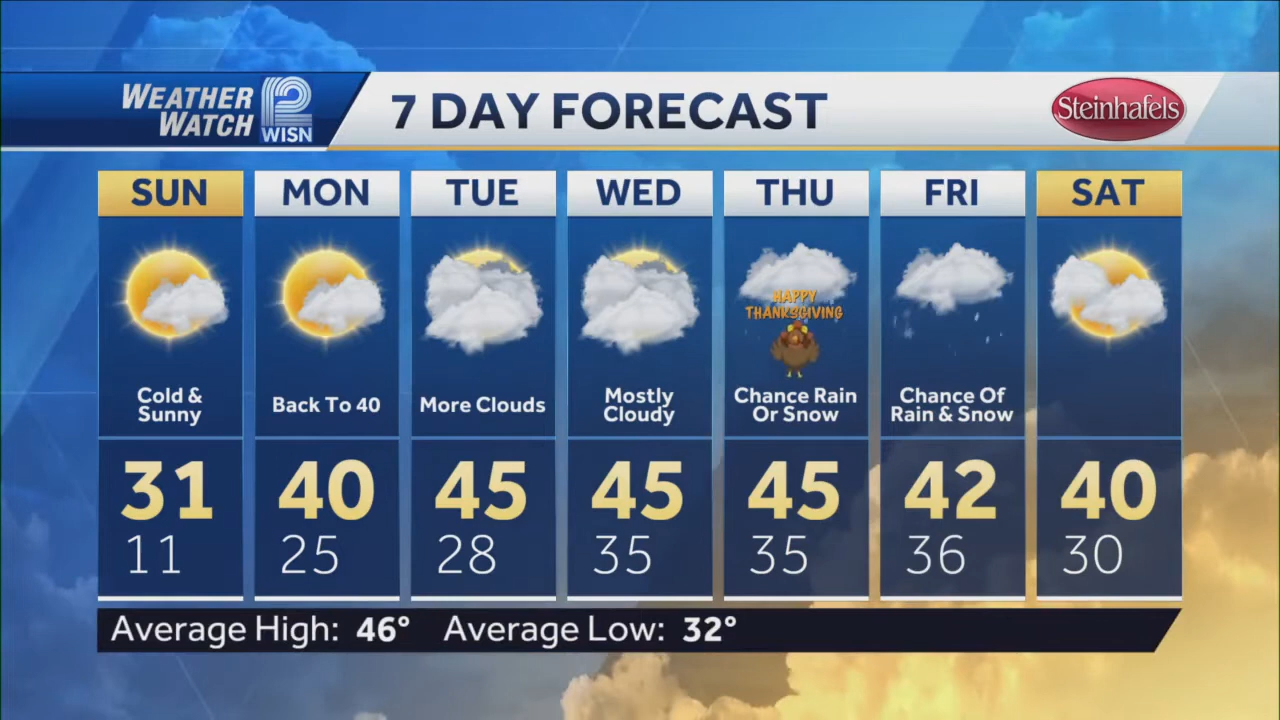 WEATHER
WATCH
12
WISN
7 DAY FORECAST
Steinhafels
SUN
MON
TUE
WED
THU
FRI
SAT
HAPPY
THANKSGIVING
Cold &
Sunny
Back To 40
More Clouds
Mostly
Cloudy
Chance Rain
Or Snow
Chance Of
Rain & Snow
31
40
45
45
45
42
40
11
25
28
35
35
36
30
Average High: 46° Average Low: 32°